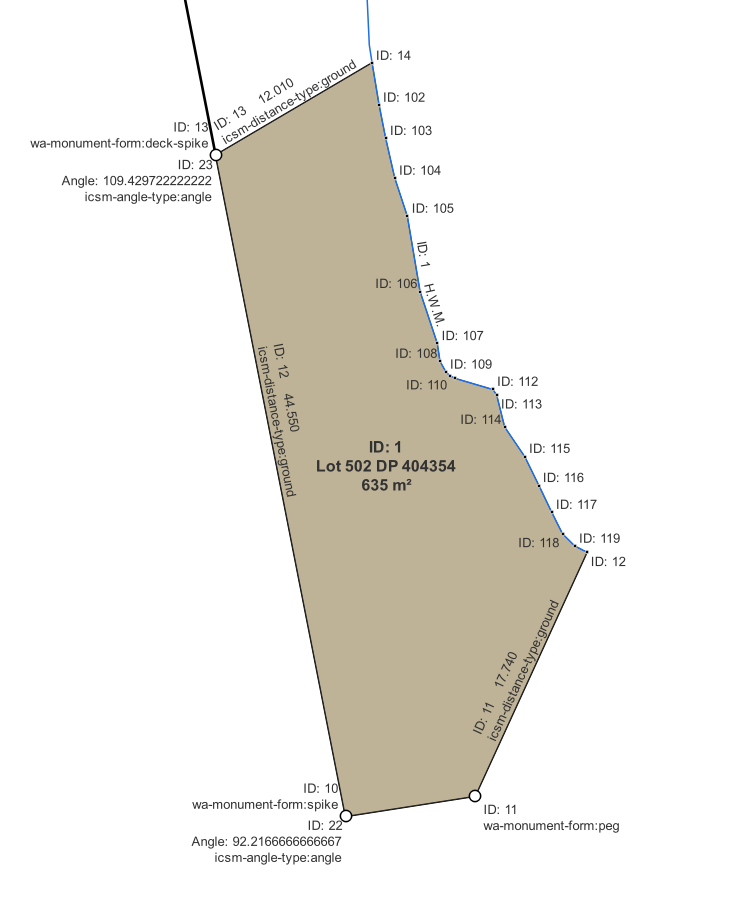 ID: 14
ID: 13 12.010
icsm-distance-type:ground
ID: 102
ID: 13
wa-monument-form:deck-spike
ID: 103
ID: 23
Angle: 109.429722222222
icsm-angle-type:angle
ID: 104
ID: 105
ID: 1 H.W.M.
ID: 106
ID: 107
ID: 108
ID: 109
ID: 110
ID: 112
ID: 113
ID: 114
ID: 12 44.550
icsm-distance-type:ground
ID: 1
Lot 502 DP 404354
635 m²
ID: 115
ID: 116
ID: 117
ID: 118
ID: 119
ID: 12
ID: 11 17.740
icsm-distance-type:ground
ID: 10
wa-monument-form:spike
ID: 22
Angle: 92.2166666666667
icsm-angle-type:angle
ID: 11
wa-monument-form:peg